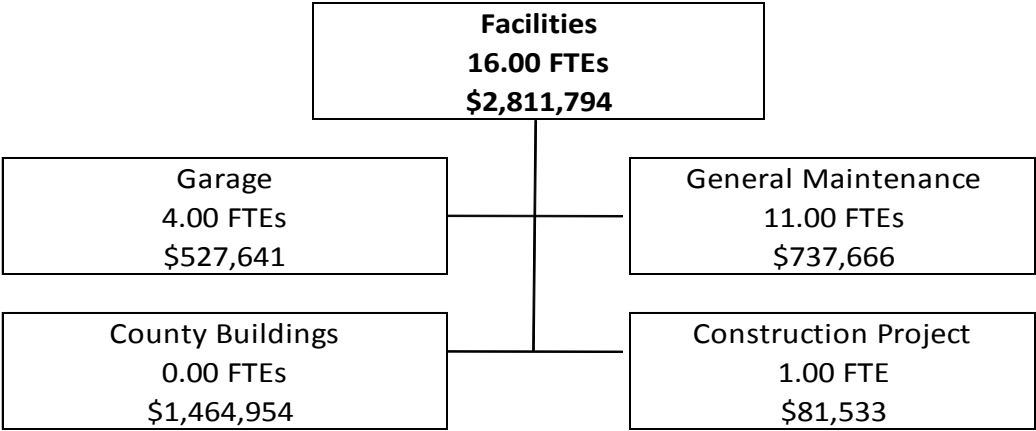 Facilities
16.00 FTEs
$2,811,794
Garage
4.00 FTEs
$527,641
General Maintenance
11.00 FTEs
$737,666
County Buildings
0.00 FTEs
$1,464,954
Construction Project
1.00 FTE
$81,533